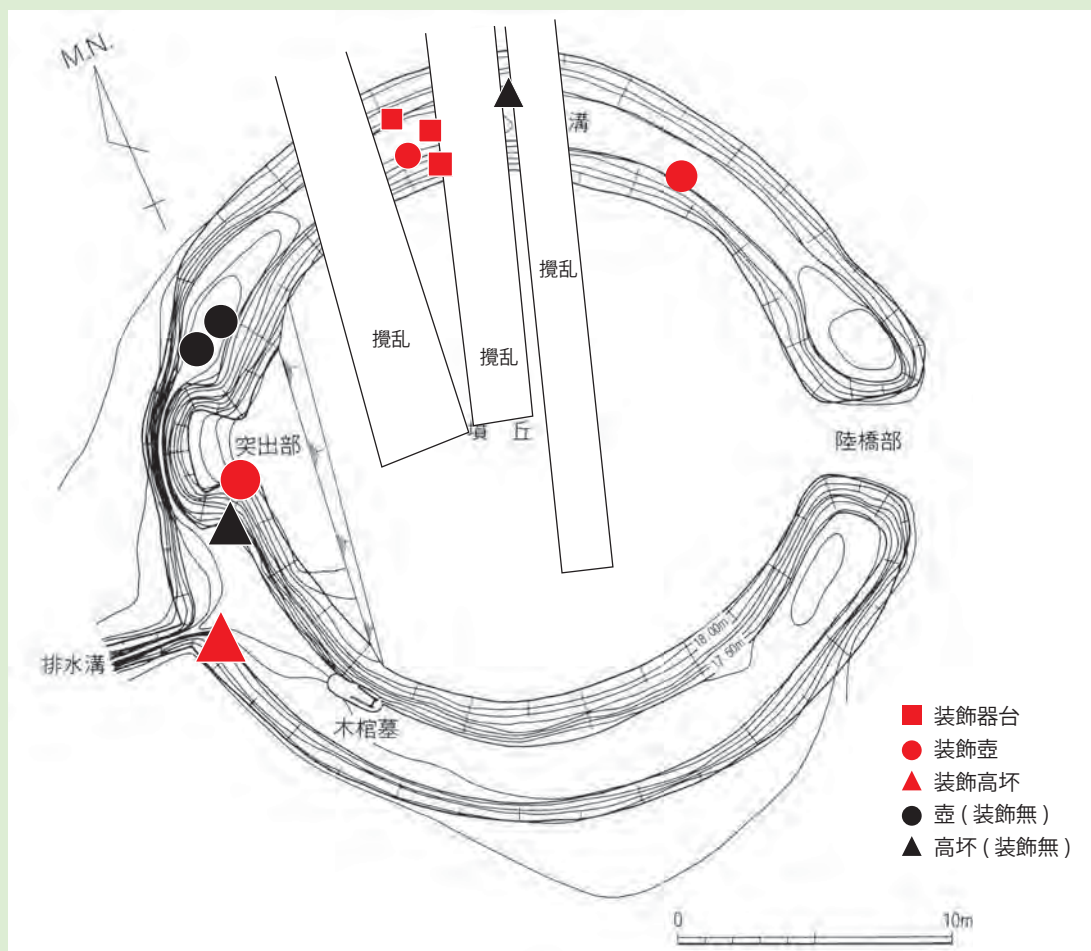 M.N.
溝
攪乱
攪乱
攪乱
墳 丘
突出部
陸橋部
18.00m
17.60m
排水溝
木棺墓
装飾器台
装飾壺
装飾高坏
壺 ( 装飾無 )
高坏 ( 装飾無 )
0
10m